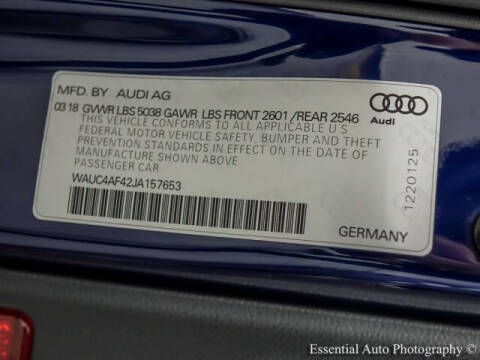 MFD. BY AUDI AG
03 18 GVWR LBS 5038 GAWR LBS FRONT 2601 / REAR 2546
THIS VEHICLE CONFORMS TO ALL APPLICABLE U S
FEDERAL MOTOR VEHICLE SAFETY, BUMPER AND THEFT
PREVENTION STANDARDS IN EFFECT ON THE DATE OF
MANUFACTURE SHOWN ABOVE
PASSENGER CAR
WAUC4AF42JA157653
Audi
1220125
GERMANY
Essential Auto Photography ©